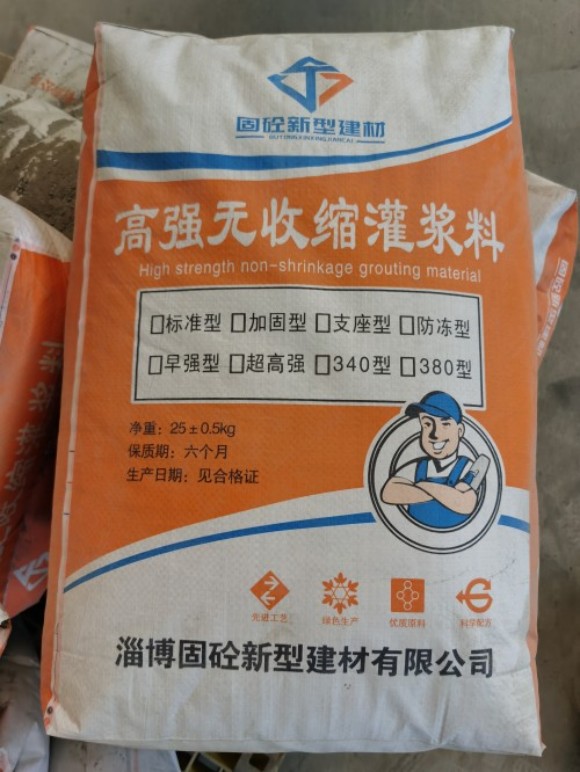 固砼新型建材
高强无收缩灌浆料
High strength non-shrinkage grouting material
□标准型 □加固型 □支座型 □防冻型
□早强型 □超高强 □340型 □380型
净重：25±0.5kg
保质期：六个月
生产日期：见合格证
先进工艺 绿色生产 优质原料 科学配方
淄博固砼新型建材有限公司